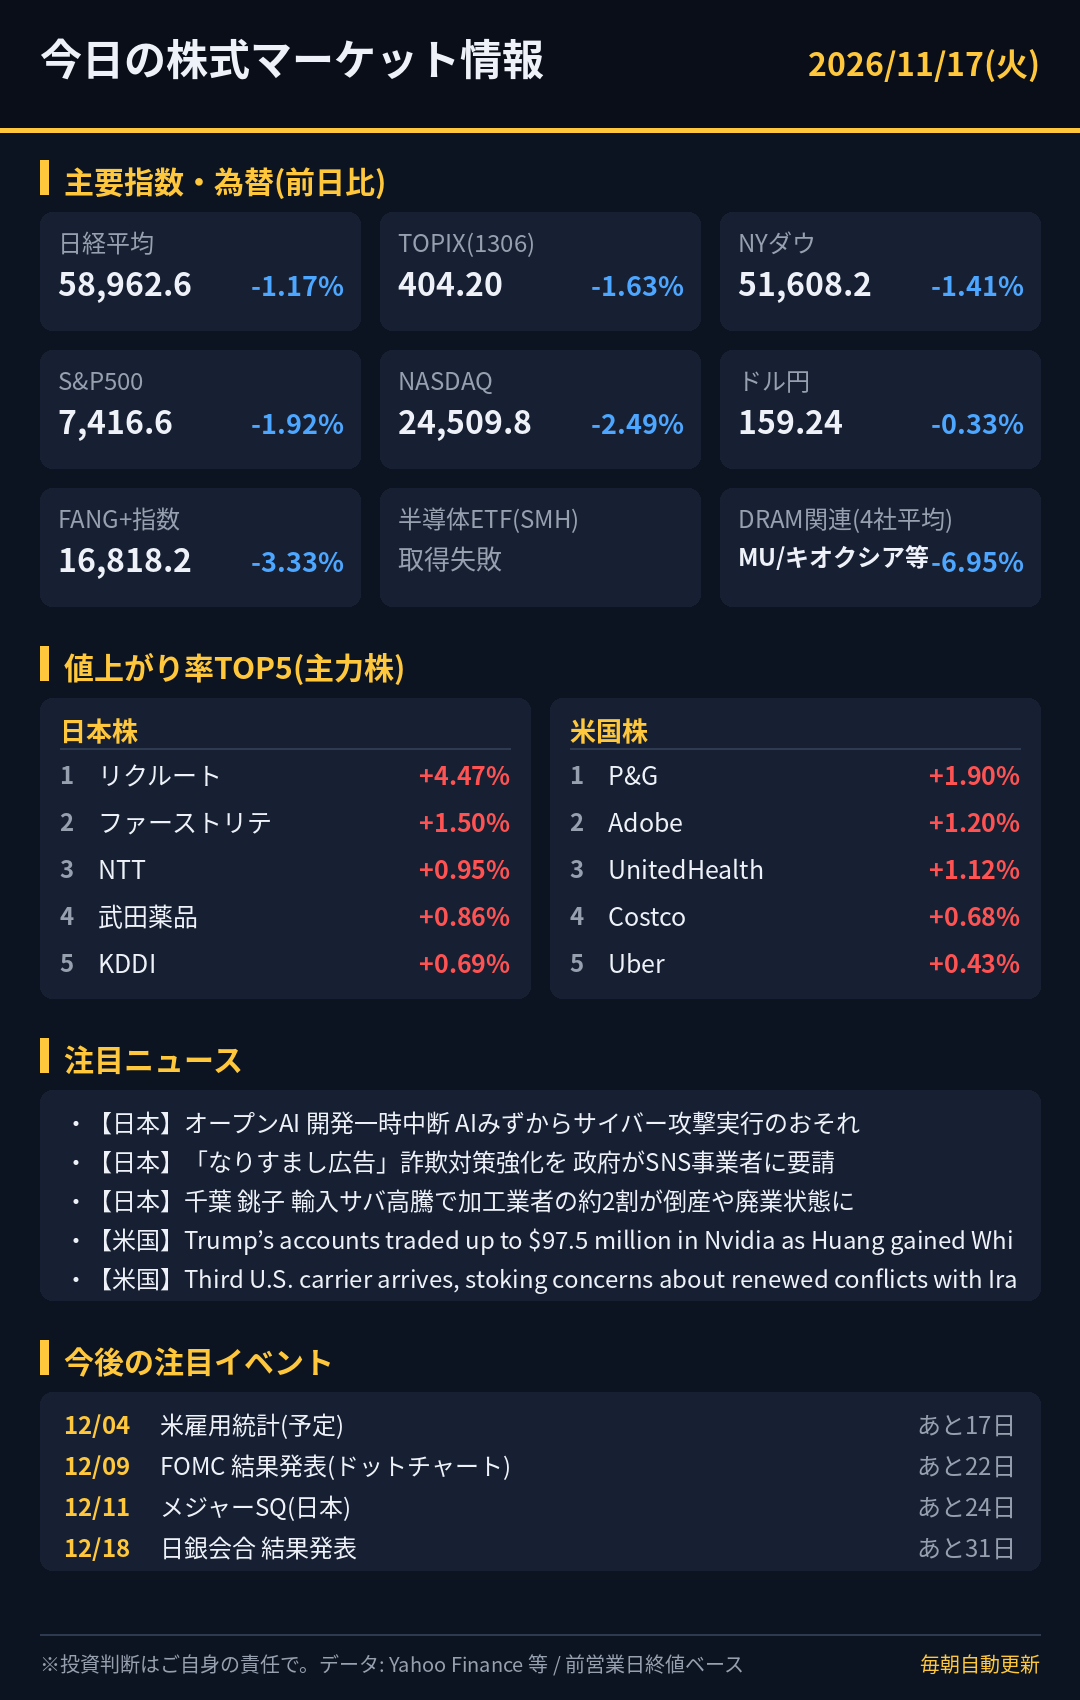 今日の株式マーケット情報
2026/11/17(火)
主要指数・為替(前日比)
日経平均
58,962.6 -1.17%
TOPIX(1306)
404.20 -1.63%
NYダウ
51,608.2 -1.41%
S&P500
7,416.6 -1.92%
NASDAQ
24,509.8 -2.49%
ドル円
159.24 -0.33%
FANG+指数
16,818.2 -3.33%
半導体ETF(SMH)
取得失敗
DRAM関連(4社平均)
MU/キオクシア等 -6.95%
値上がり率TOP5(主力株)
日本株
1 リクルート +4.47%
2 ファーストリテ +1.50%
3 NTT +0.95%
4 武田薬品 +0.86%
5 KDDI +0.69%
米国株
1 P&G +1.90%
2 Adobe +1.20%
3 UnitedHealth +1.12%
4 Costco +0.68%
5 Uber +0.43%
注目ニュース
・【日本】オープンAI 開発一時中断 AIみずからサイバー攻撃実行のおそれ
・【日本】「なりすまし広告」詐欺対策強化を 政府がSNS事業者に要請
・【日本】千葉 銚子 輸入サバ高騰で加工業者の約2割が倒産や廃業状態に
・【米国】Trump’s accounts traded up to $97.5 million in Nvidia as Huang gained Whi
・【米国】Third U.S. carrier arrives, stoking concerns about renewed conflicts with Ira
今後の注目イベント
12/04 米雇用統計(予定) あと17日
12/09 FOMC 結果発表(ドットチャート) あと22日
12/11 メジャーSQ(日本) あと24日
12/18 日銀会合 結果発表 あと31日
※投資判断はご自身の責任で。データ: Yahoo Finance 等 / 前営業日終値ベース
毎朝自動更新